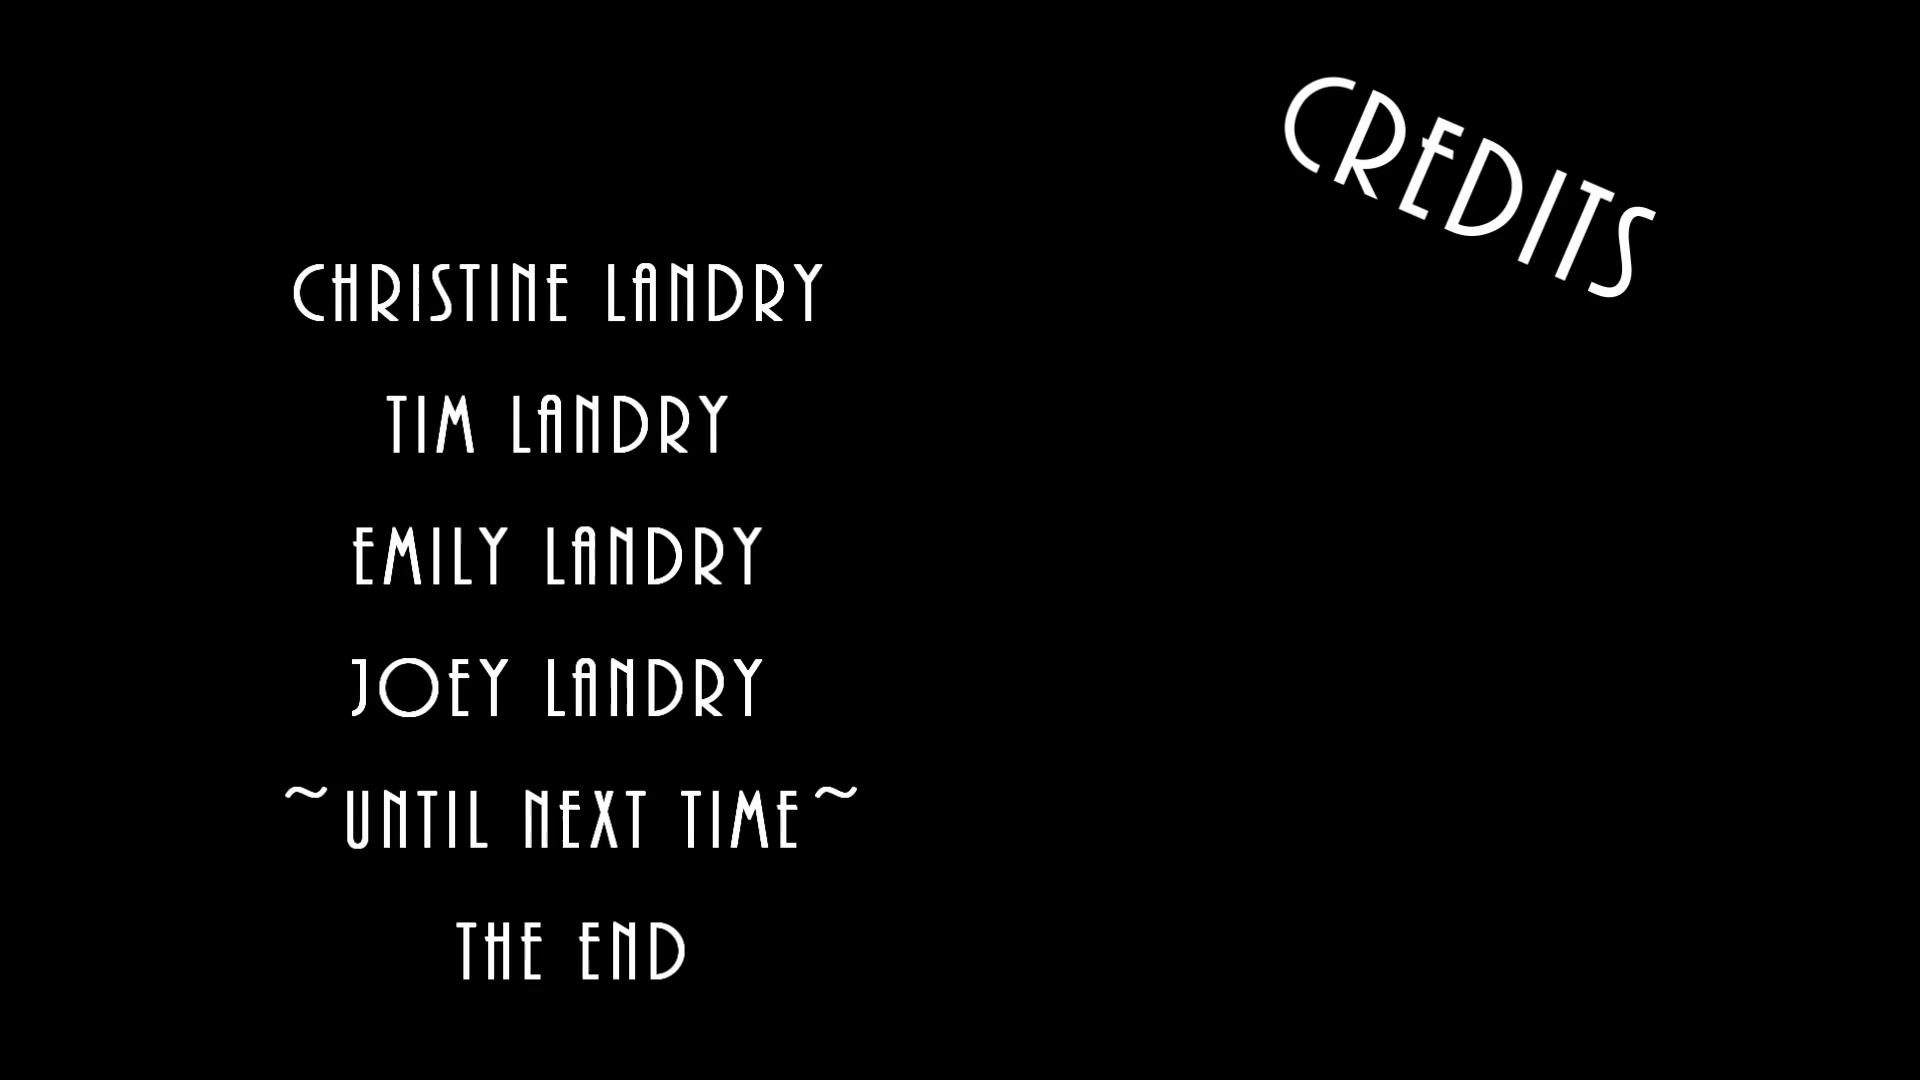 CREDITS
CHRISTINE LANDRY
TIM LANDRY
EMILY LANDRY
JOEY LANDRY
~UNTIL NEXT TIME~
THE END